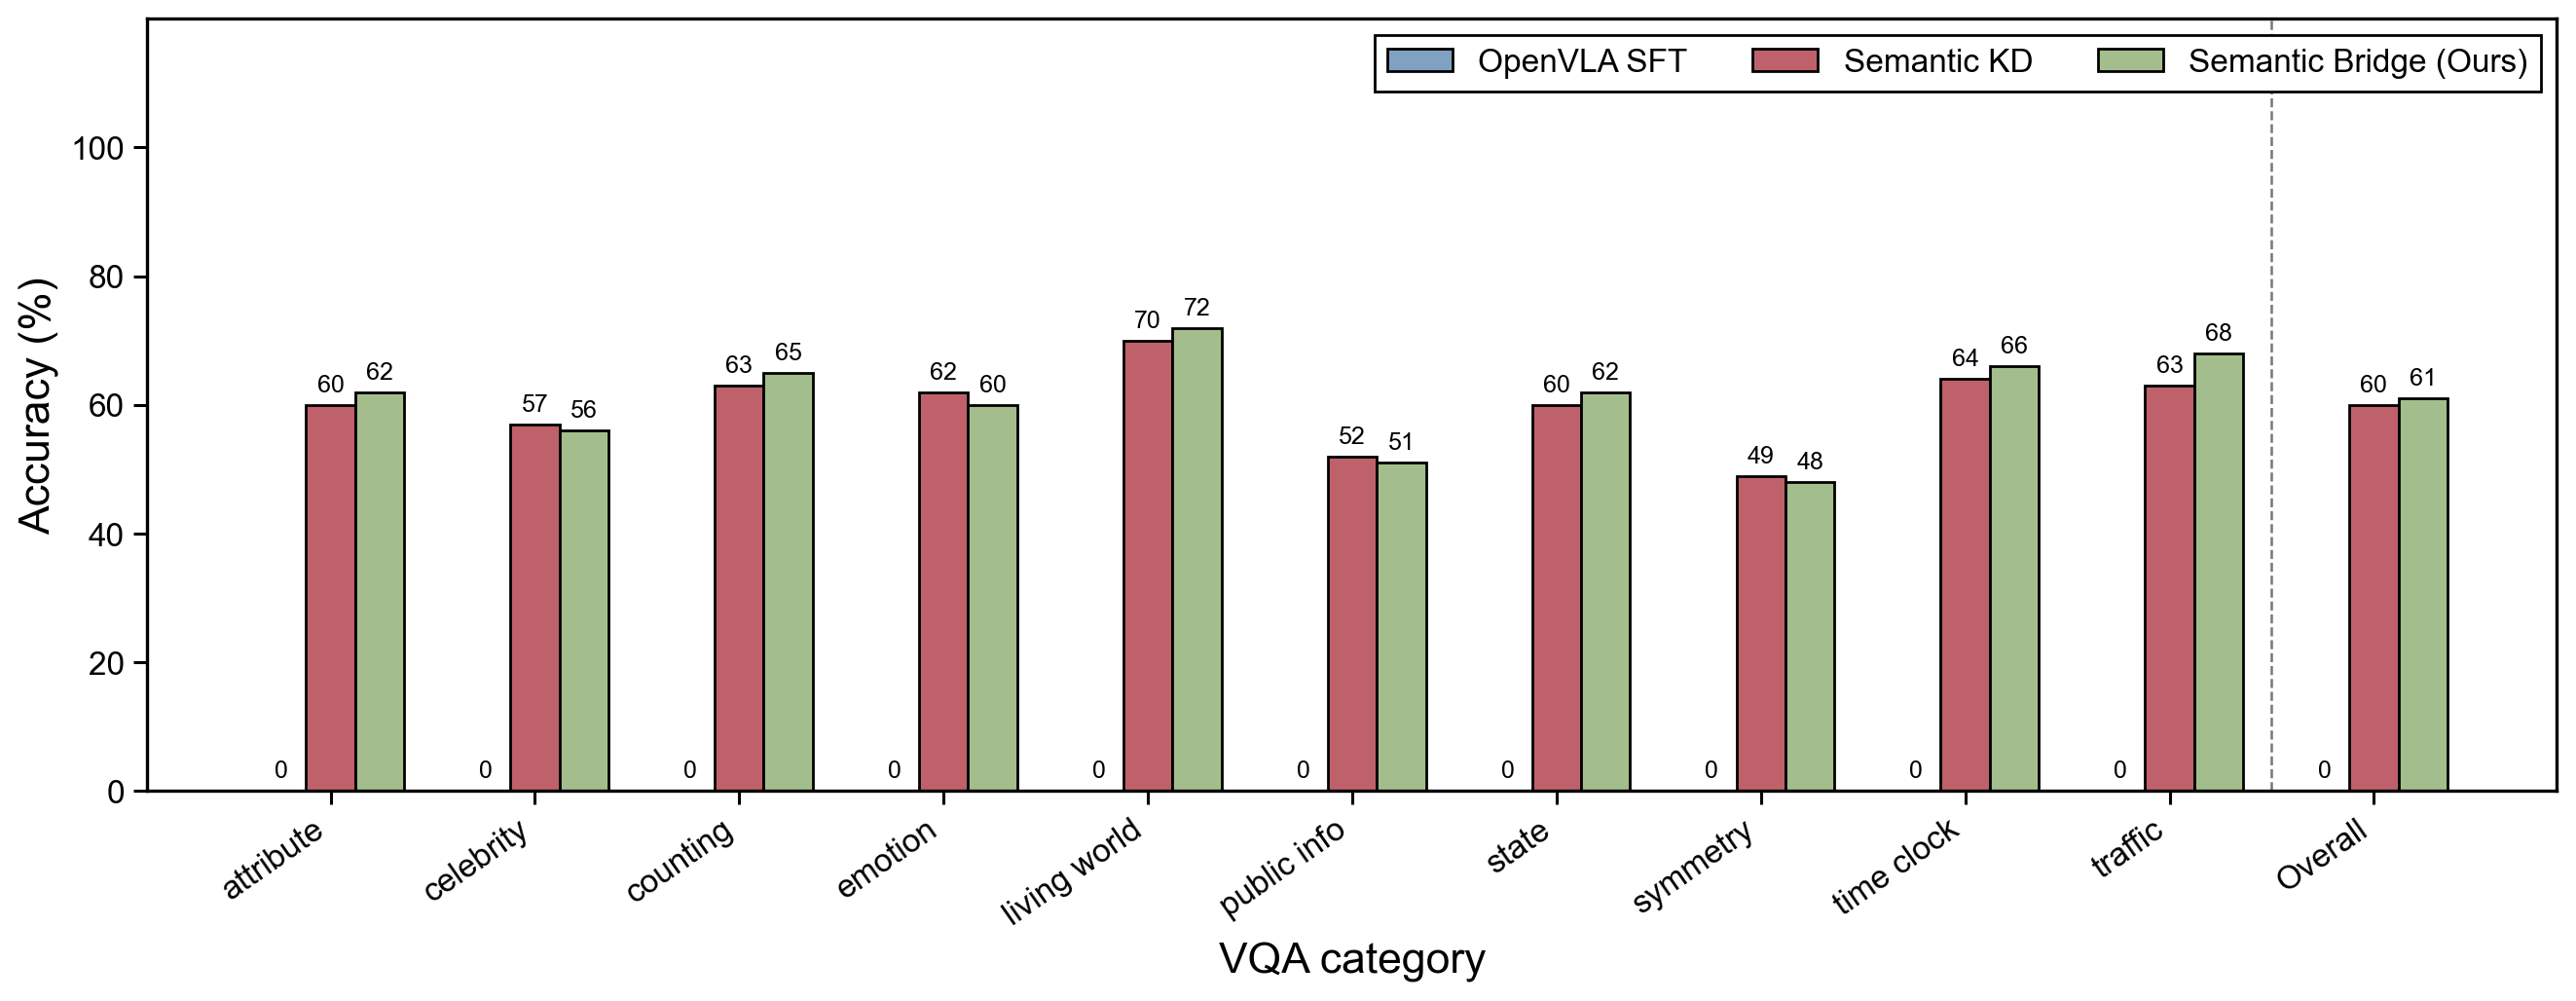 OpenVLA SFT Semantic KD Semantic Bridge (Ours)
Accuracy (%)
100
80
60
40
20
0
0 60 62
0 57 56
0 63 65
0 62 60
0 70 72
0 52 51
0 60 62
0 49 48
0 64 66
0 63 68
0 60 61
attribute
celebrity
counting
emotion
living world
public info
state
symmetry
time clock
traffic
Overall
VQA category